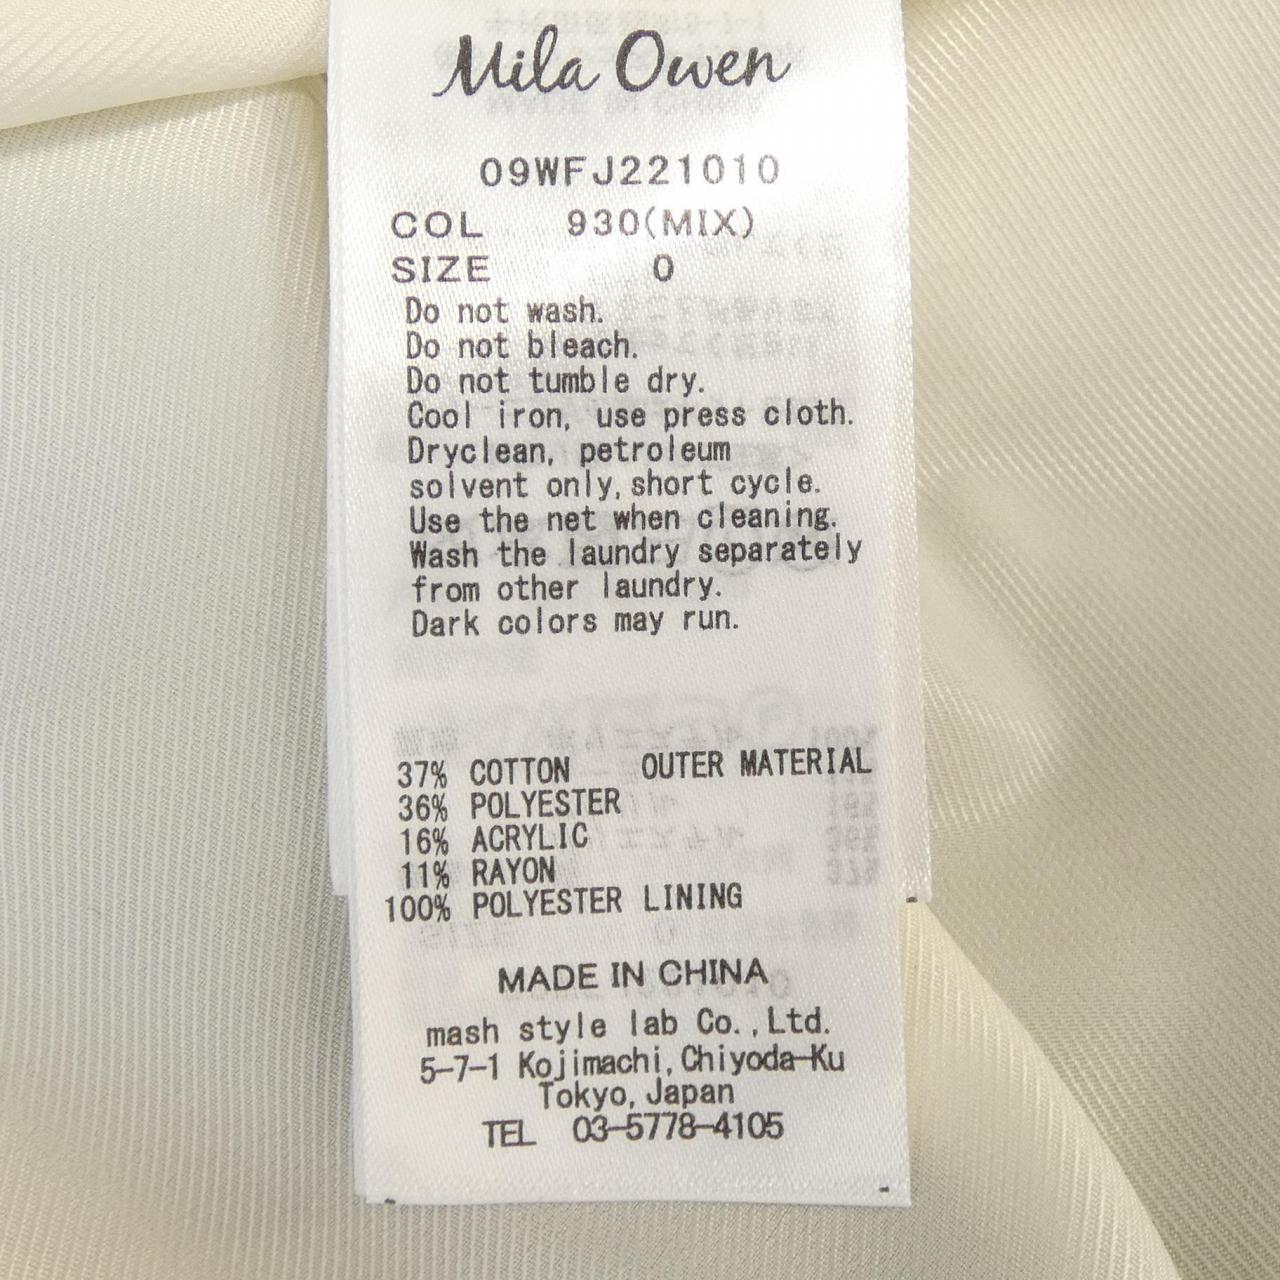 Mila Owen
09WFJ221010
COL 930(MIX)
SIZE 0
Do not wash.
Do not bleach.
Do not tumble dry.
Cool iron, use press cloth.
Dryclean, petroleum
solvent only, short cycle.
Use the net when cleaning.
Wash the laundry separately
from other laundry.
Dark colors may run.
37% COTTON OUTER MATERIAL
36% POLYESTER
16% ACRYLIC
11% RAYON
100% POLYESTER LINING
MADE IN CHINA
mash style lab Co.,Ltd.
5-7-1 Kojimachi, Chiyoda-Ku
Tokyo, Japan
TEL 03-5778-4105